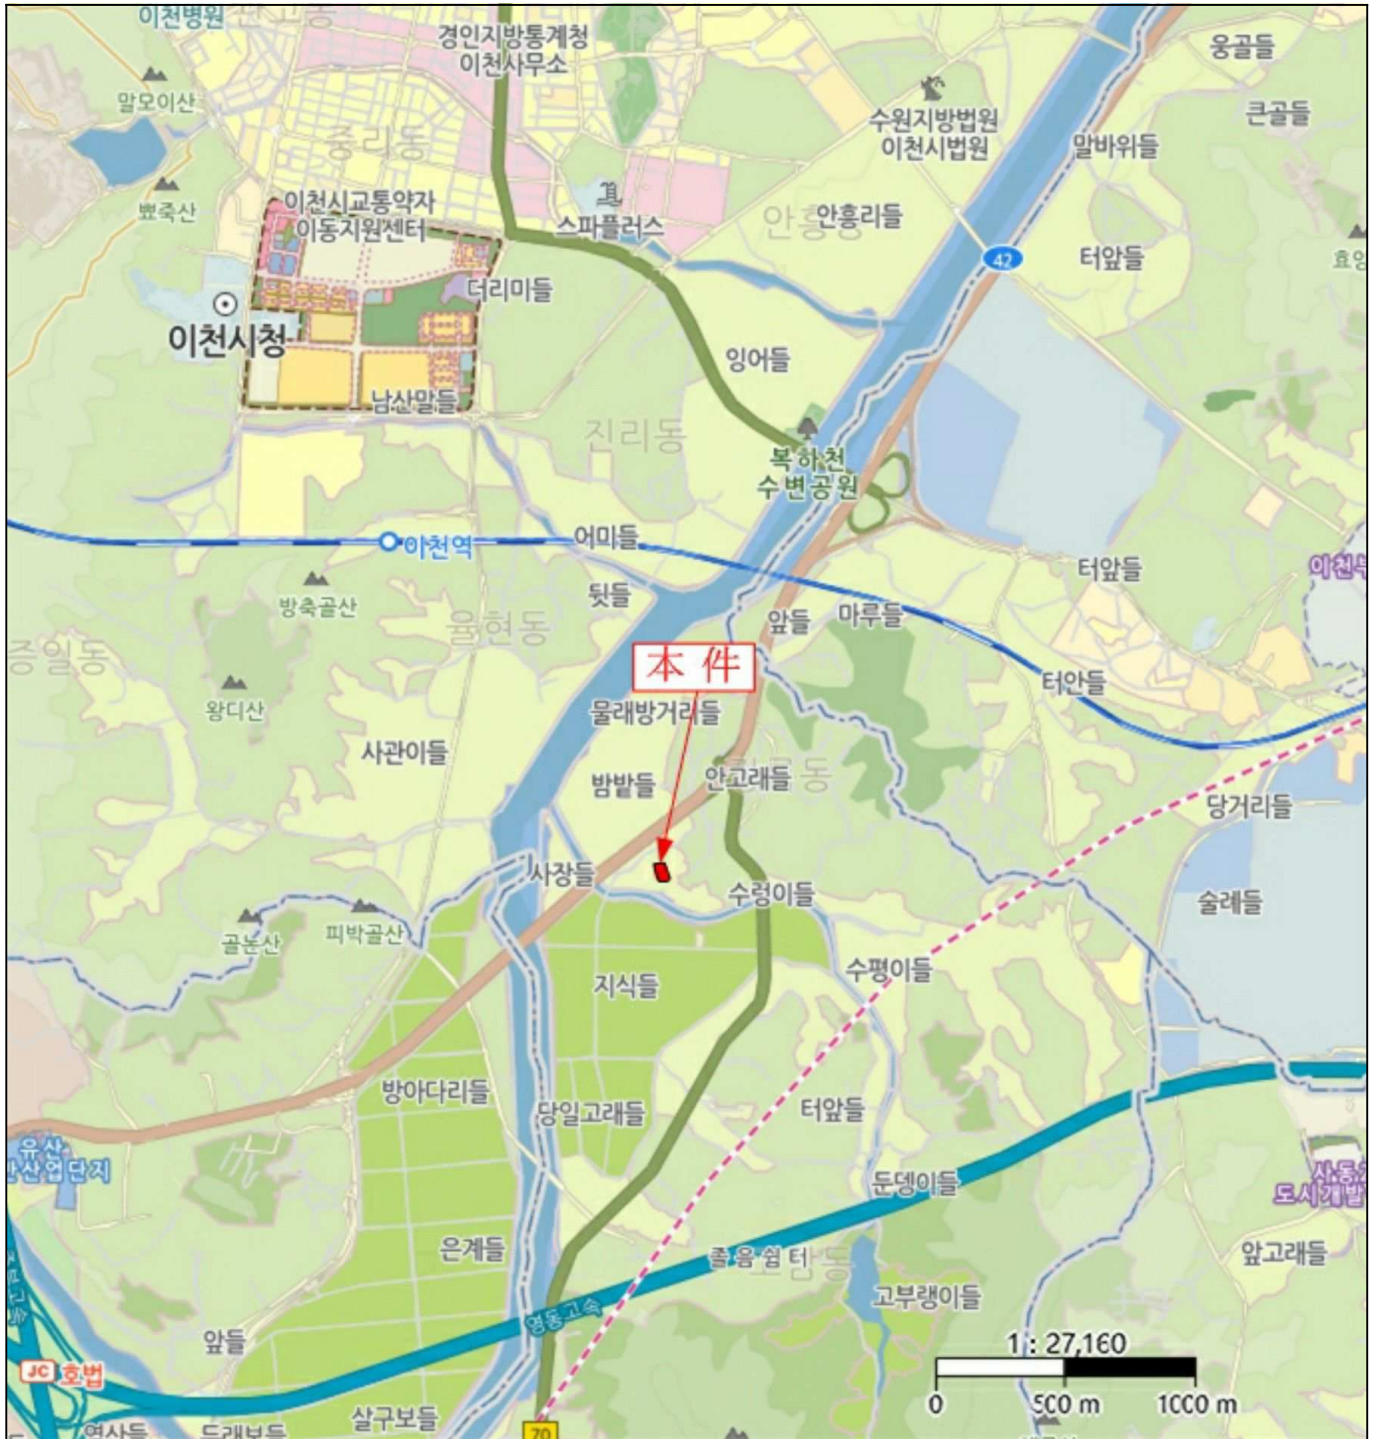 이천병원
관고동
경인지방통계청
이천사무소
웅골들
말모이산
큰골들
중리동
수원지방법원
이천시법원
말바위들
뾰죽산
이천시교통약자
이동지원센터
스파플러스
안흥동
안흥리들
42
터앞들
더리미들
이천시청
잉어들
남산말들
진리동
복하천
수변공원
이천역
어미들
터앞들
방축골산
뒷들
앞들
마루들
율현동
증일동
本 件
터안들
왕디산
물래방거리들
사관이들
밤밭들
안고래들
당거리들
사장들
수렁이들
술레들
골논산
피박골산
지식들
수평이들
방아다리들
당일고래들
터앞들
유산
산업단지
둔뎅이들
도시개발
은계들
졸음쉼터
앞고래들
고부랭이들
영동고속
앞들
1 : 27,160
JC 호법
0
500 m
1000 m
살구보들
70